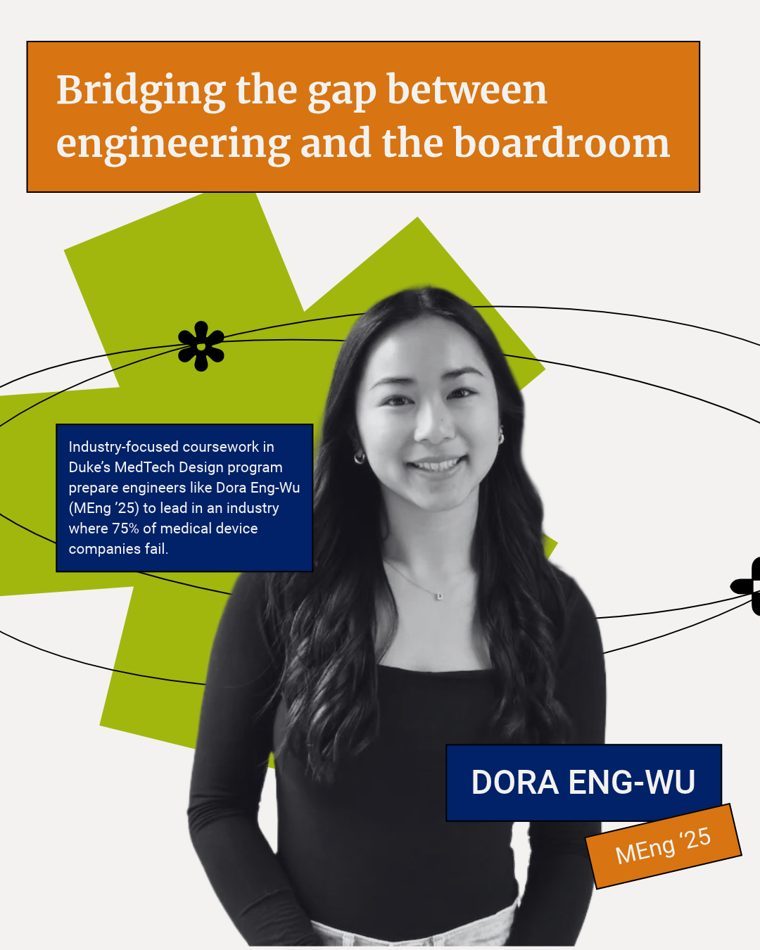 Bridging the gap between
engineering and the boardroom
Industry-focused coursework in
Duke’s MedTech Design program
prepare engineers like Dora Eng-Wu
(MEng ’25) to lead in an industry
where 75% of medical device
companies fail.
DORA ENG-WU
MEng ‘25